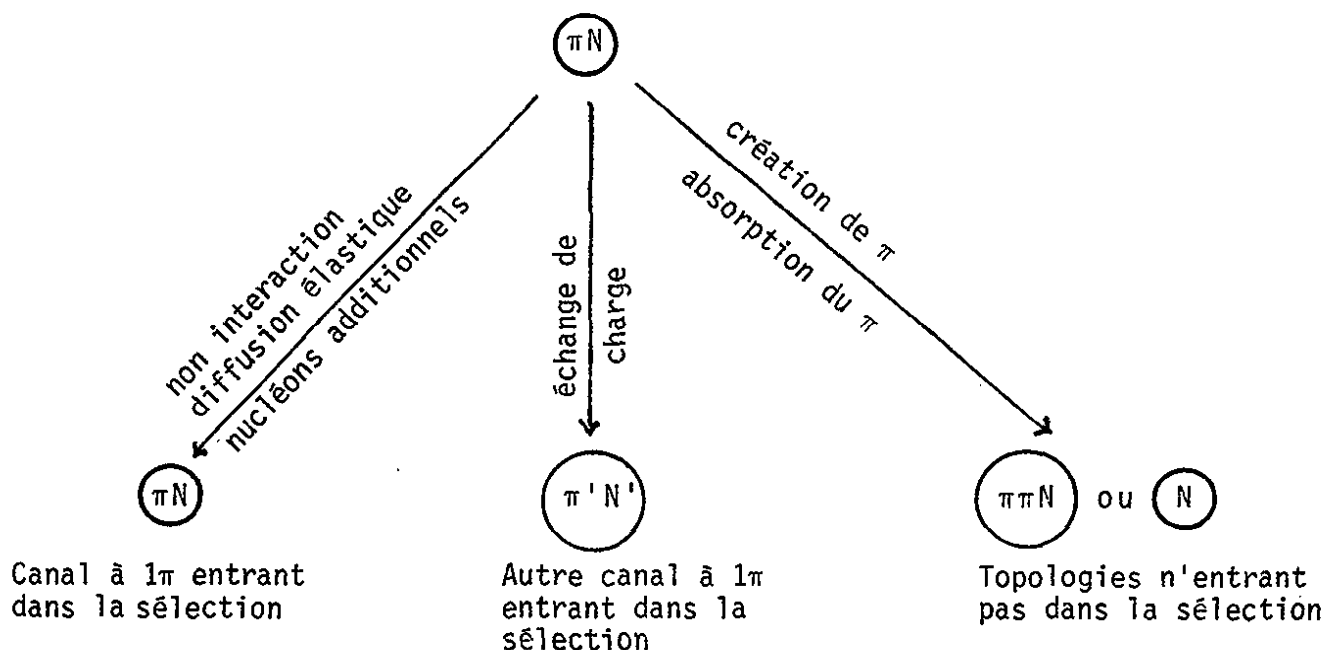 πN
non interaction
diffusion élastique
nucléons additionnels
échange de
charge
création de π
absorption du π
πN
π'N'
ππN ou N
Canal à 1π entrant
dans la sélection
Autre canal à 1π
entrant dans la
sélection
Topologies n'entrant
pas dans la sélection